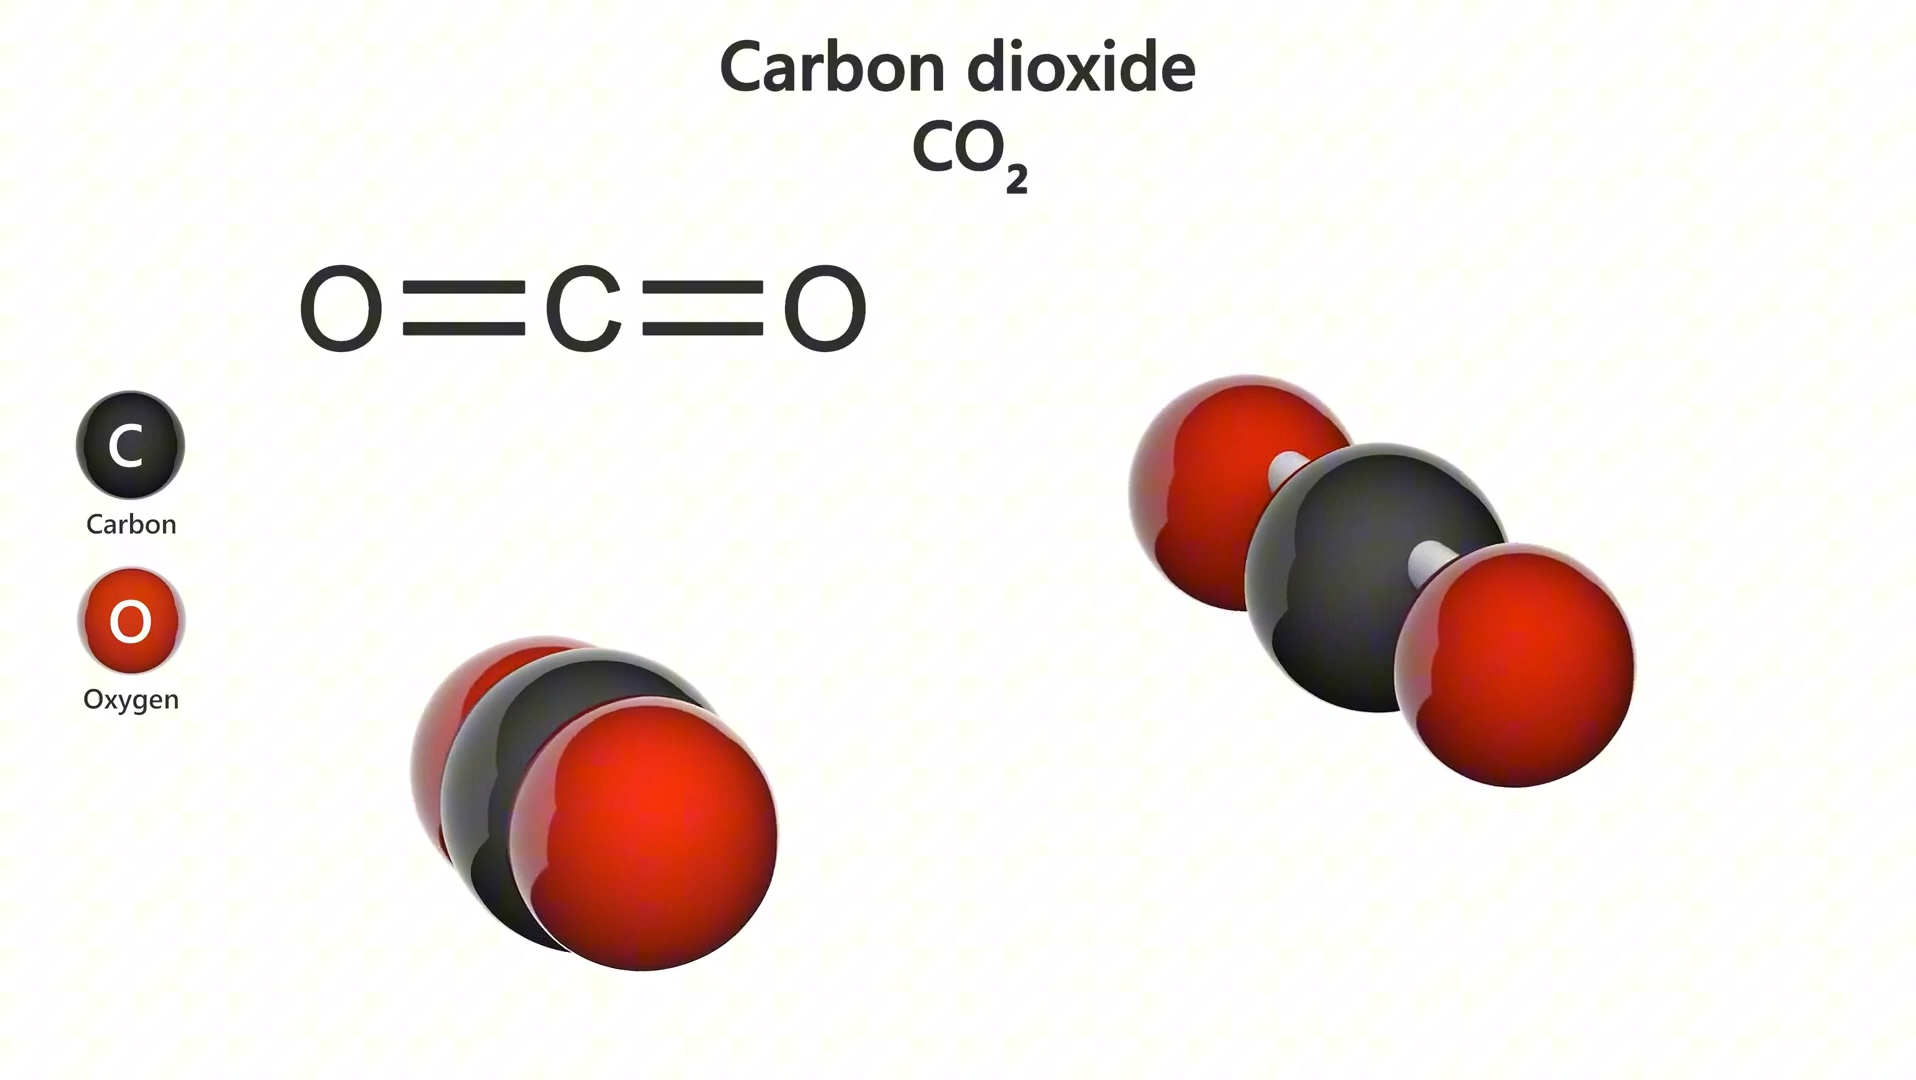 Carbon dioxide
CO₂
O=C=O
C
Carbon
O
Oxygen